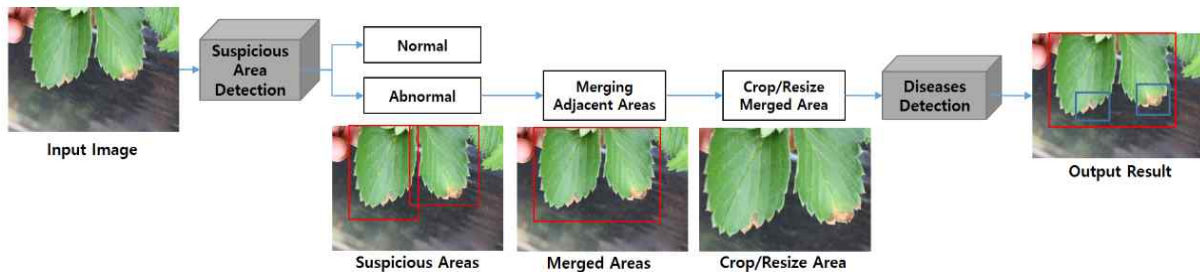 Input Image
Suspicious
Area
Detection
Normal
Abnormal
Suspicious Areas
Merging
Adjacent Areas
Merged Areas
Crop/Resize
Merged Area
Crop/Resize Area
Diseases
Detection
Output Result